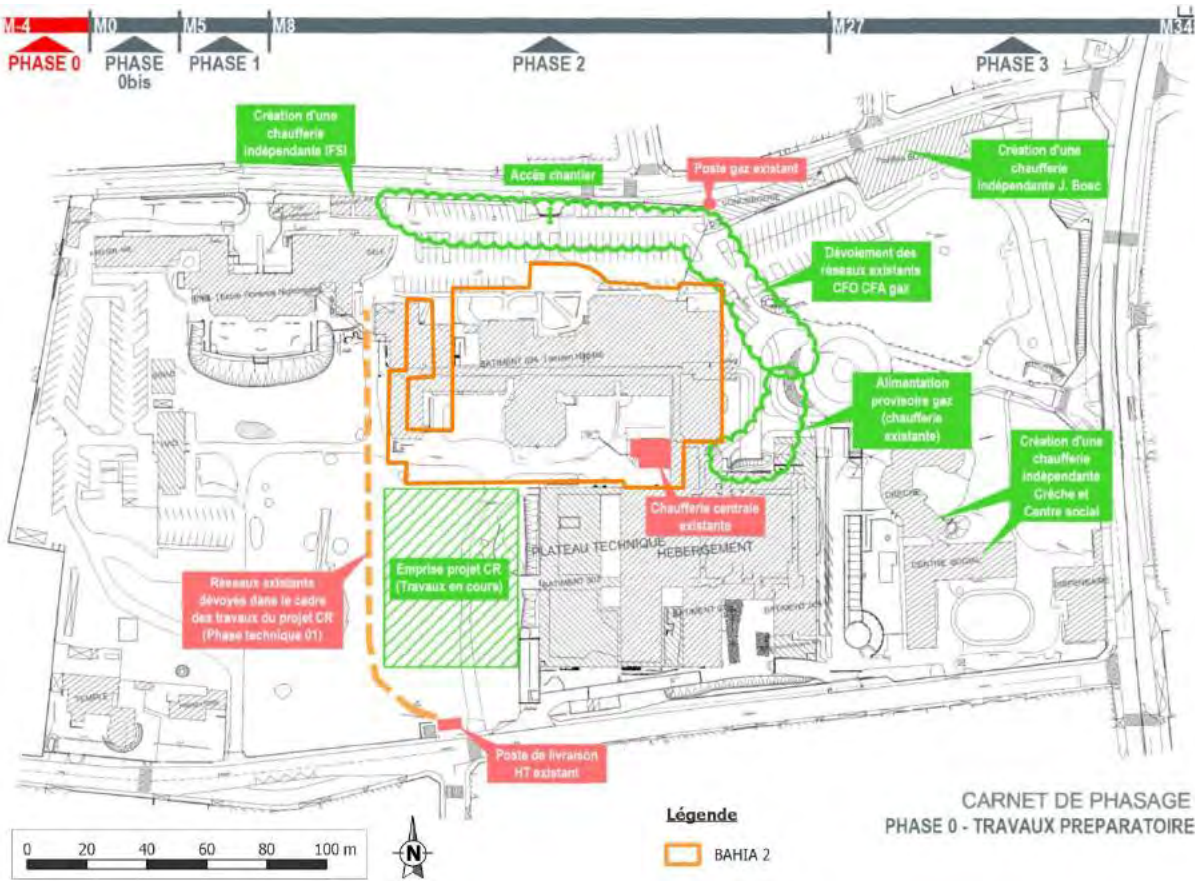 M-4 M0 M5 M8 M27 M34
PHASE 0
PHASE
0bis
PHASE 1
PHASE 2
PHASE 3
Création d'une
chaufferie
indépendante IFSI
Accès chantier
Poste gaz existant
Création d'une
chaufferie
indépendante J. Bosc
Dévoiement des
réseaux existants
CFO CFA gaz
Alimentation
provisoire gaz
(chaufferie
existante)
Création d'une
chaufferie
indépendante
Crèche et
Centre social
CRECHE
CENTRE SOCIAL
Chaufferie centrale
existante
PLATEAU TECHNIQUE
HEBERGEMENT
Emprise projet CR
(Travaux en cours)
Réseaux existants
dévoyés dans le cadre
des travaux du projet CR
(Phase technique 01)
TEMPLE
Poste de livraison
HT existant
CARNET DE PHASAGE
PHASE 0 - TRAVAUX PREPARATOIRE
Légende
BAHIA 2
0 20 40 60 80 100 m
N